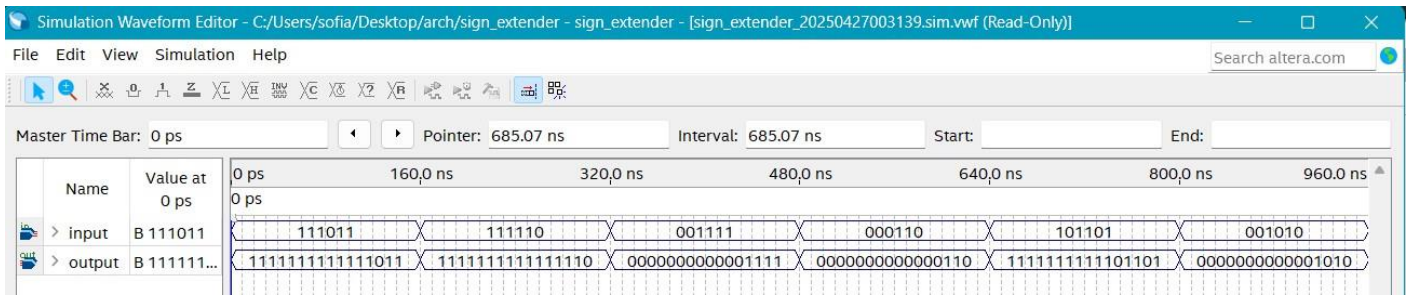 Simulation Waveform Editor - C:/Users/sofia/Desktop/arch/sign_extender - sign_extender - [sign_extender_20250427003139.sim.vwf (Read-Only)]
File Edit View Simulation Help
Search altera.com
Master Time Bar: 0 ps Pointer: 685.07 ns Interval: 685.07 ns Start: End:
Name Value at 0 ps 0 ps 160.0 ns 320.0 ns 480.0 ns 640.0 ns 800.0 ns 960.0 ns
0 ps
input B 111011 111011 111110 001111 000110 101101 001010
output B 111111... 1111111111111011 1111111111111110 0000000000001111 0000000000000110 1111111111101101 0000000000001010